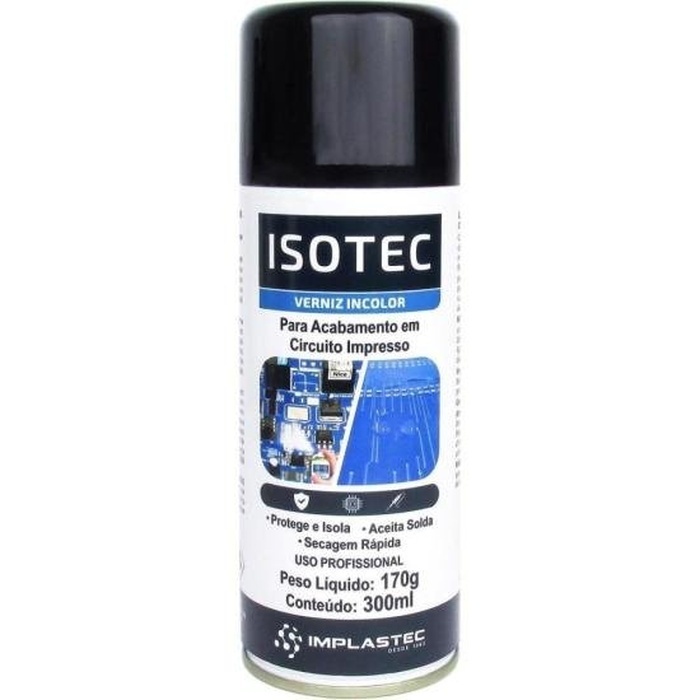 ISOTEC
VERNIZ INCOLOR
Para Acabamento em
Circuito Impresso
Nice
• Protege e Isola • Aceita Solda
• Secagem Rápida
USO PROFISSIONAL
Peso Líquido: 170g
Conteúdo: 300ml
IMPLASTEC